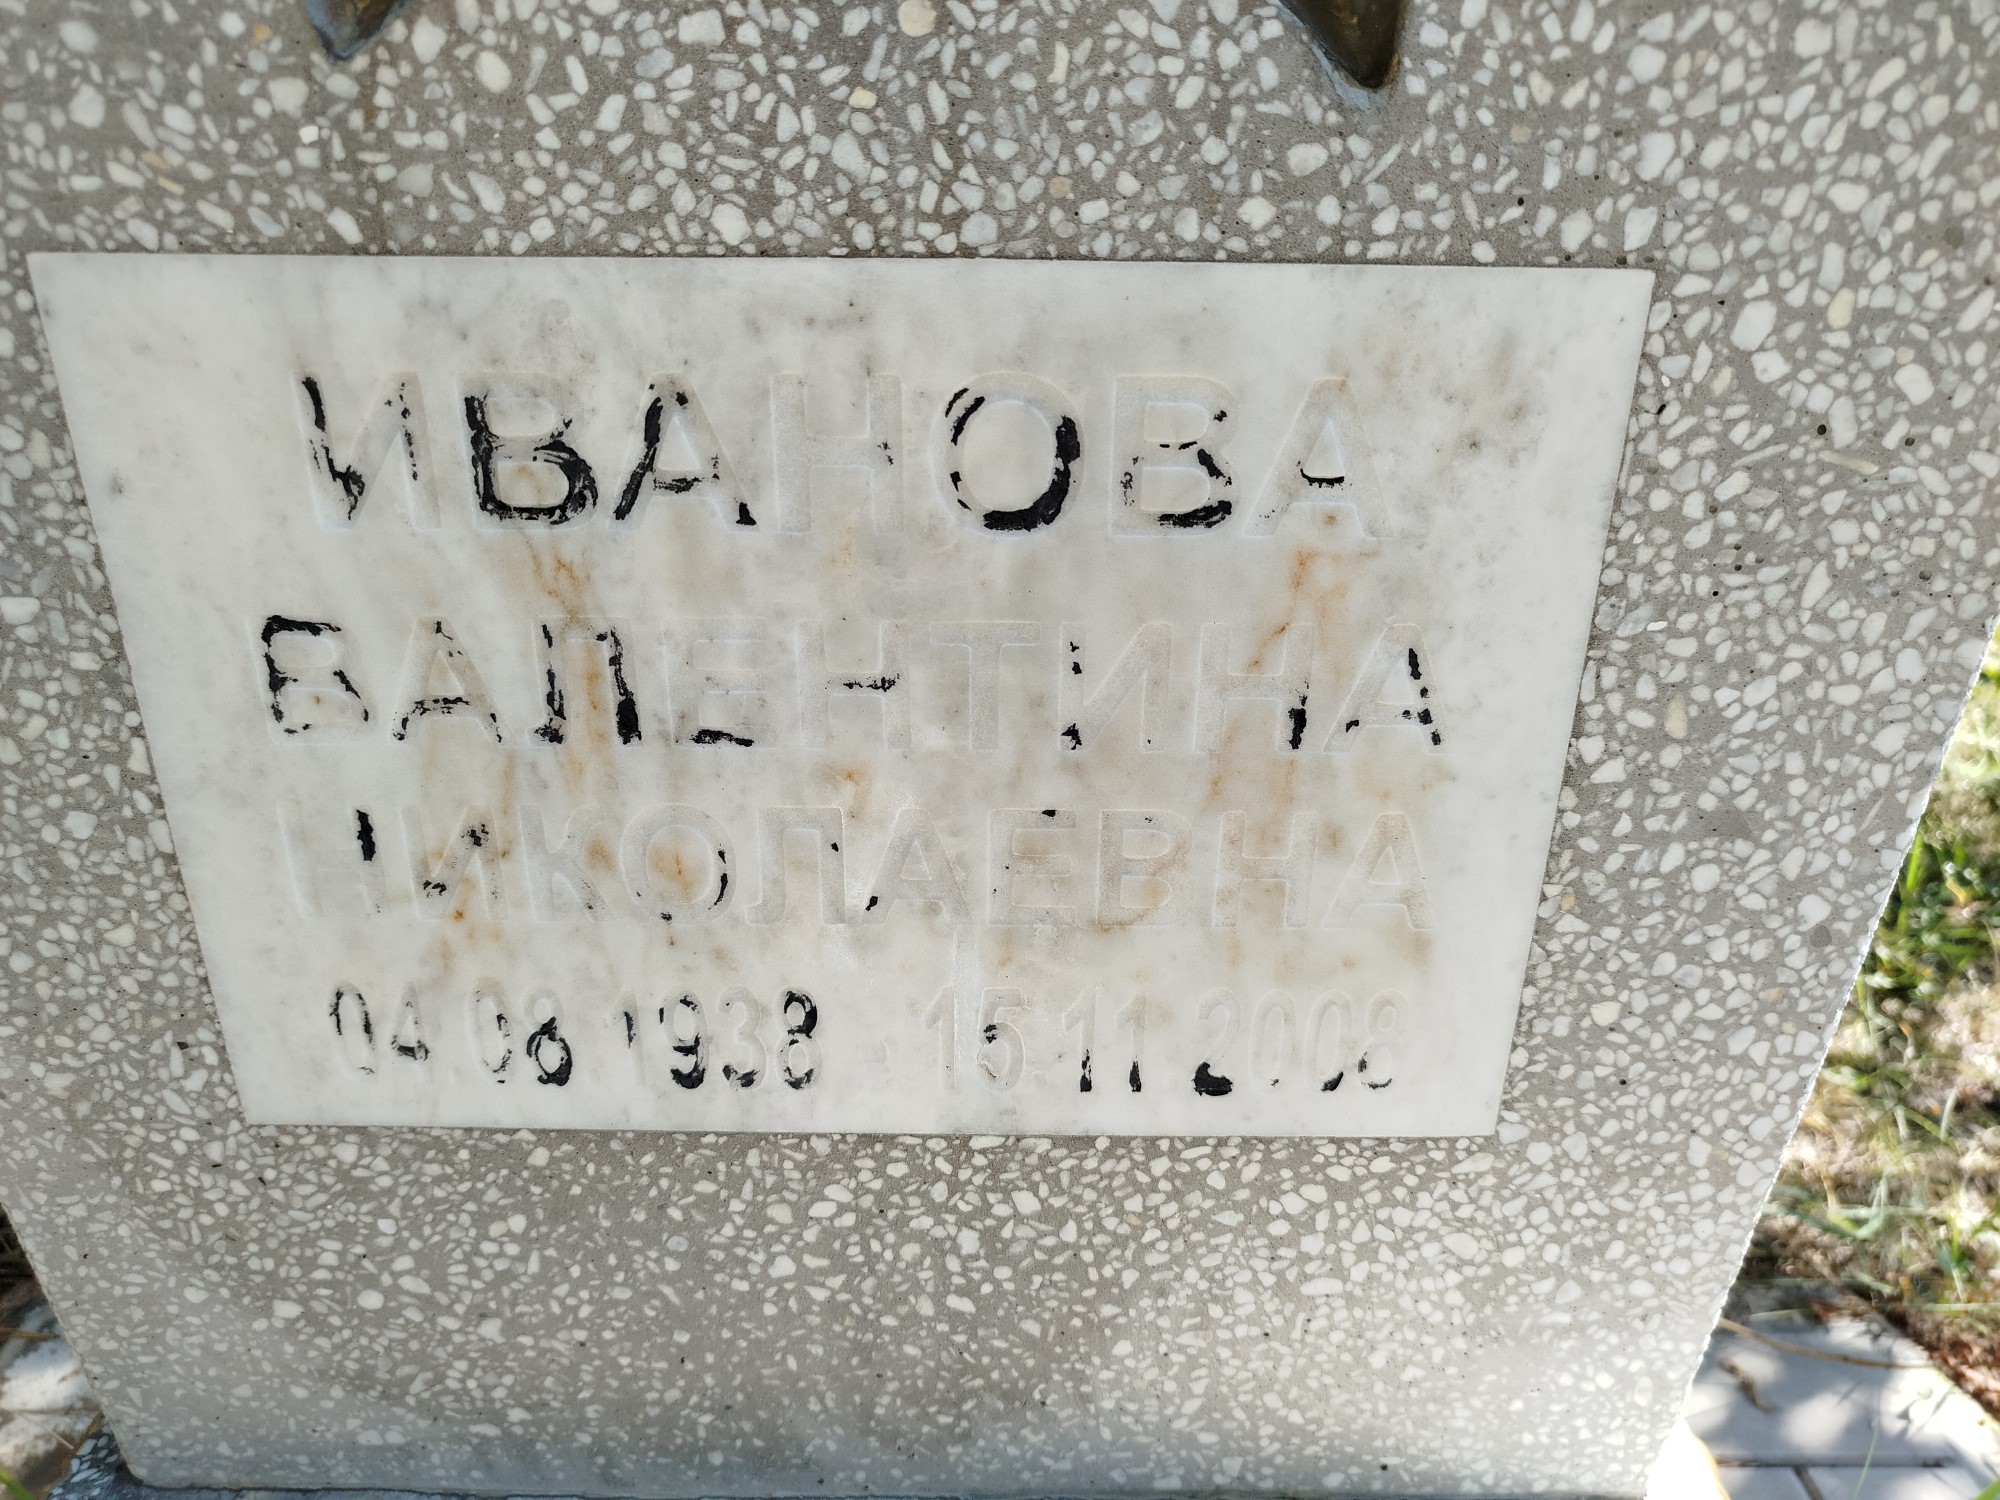 ИВАНОВА
ВАЛЕНТИНА
НИКОЛАЕВНА
04.08.1938 - 15.11.2008